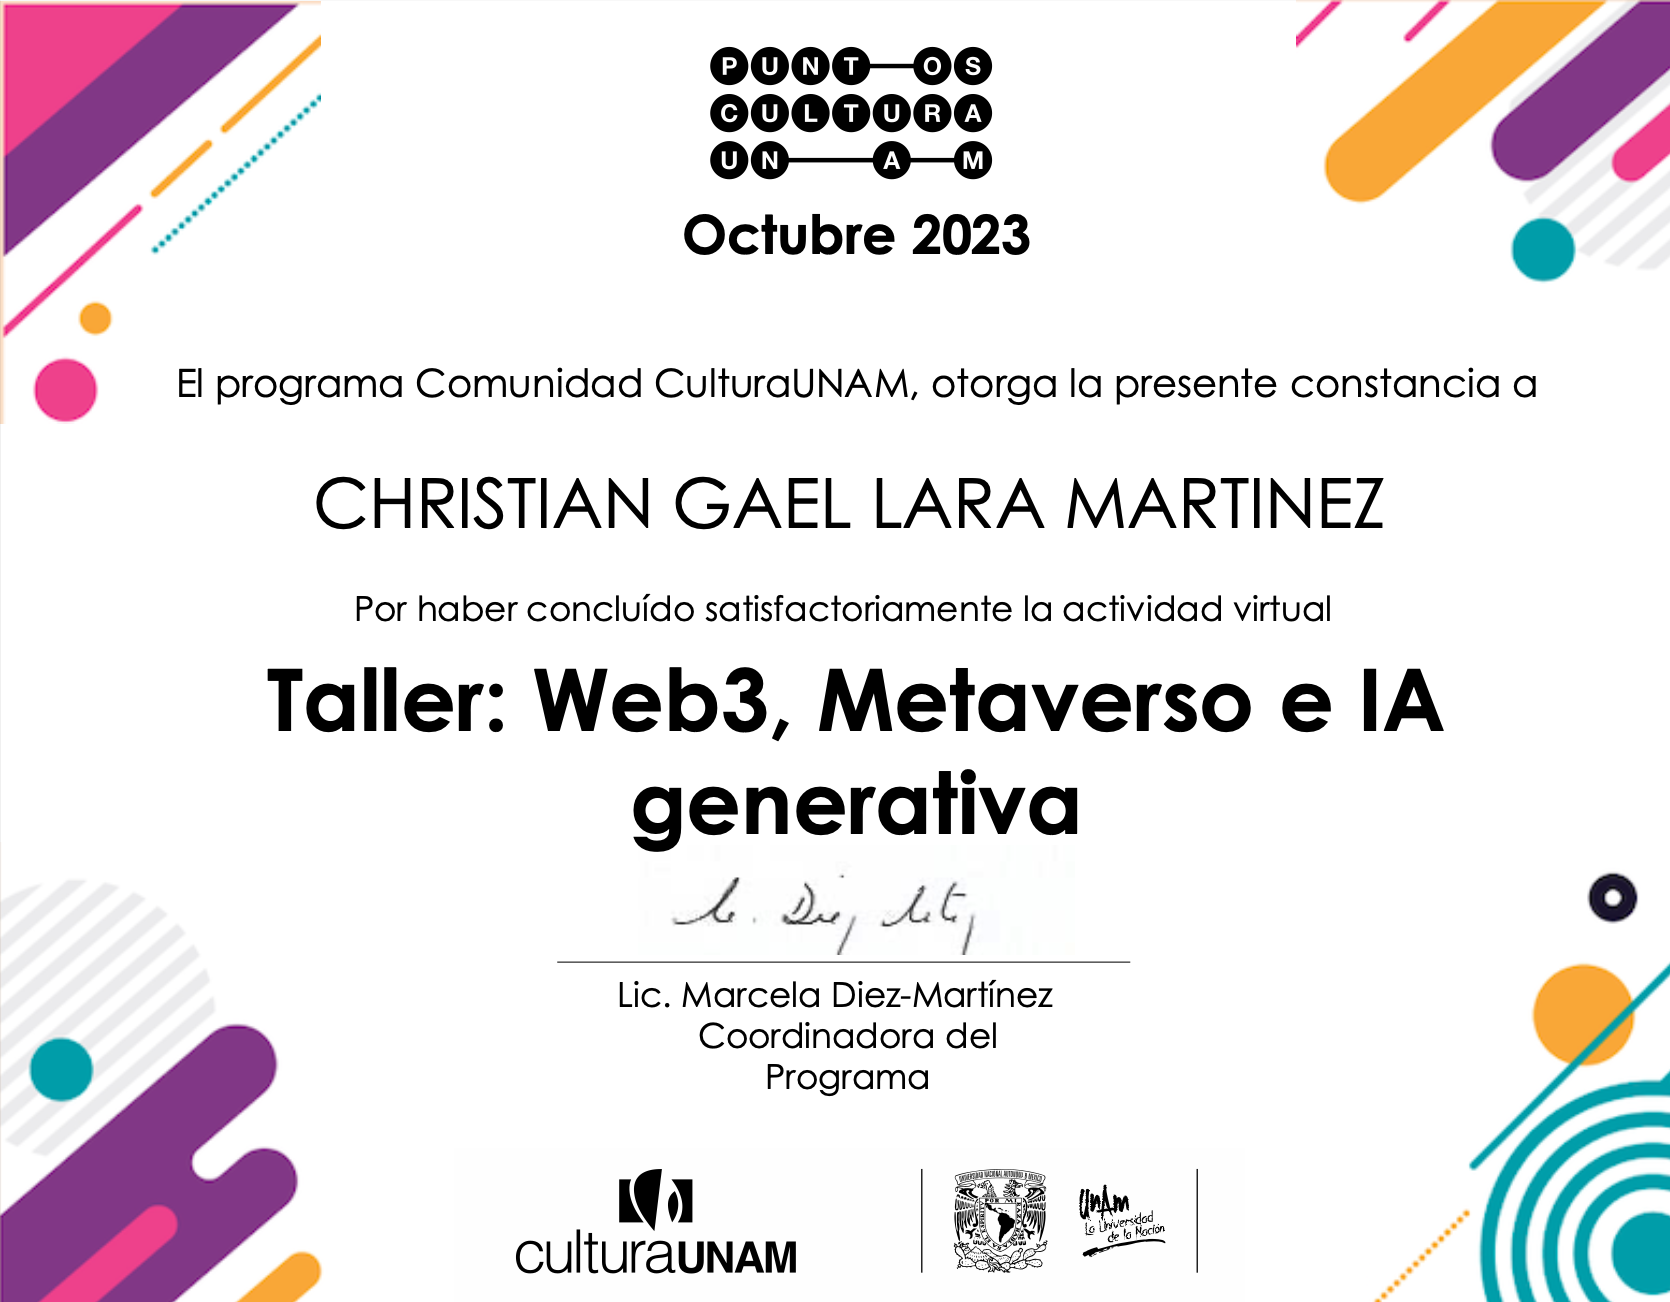 PUNTOS
CULTURA
UNAM
Octubre 2023
El programa Comunidad CulturaUNAM, otorga la presente constancia a
CHRISTIAN GAEL LARA MARTINEZ
Por haber concluído satisfactoriamente la actividad virtual
Taller: Web3, Metaverso e IA
generativa
Lic. Marcela Diez-Martínez
Coordinadora del
Programa
culturaUNAM
UnAm
La Universidad
de la Nación